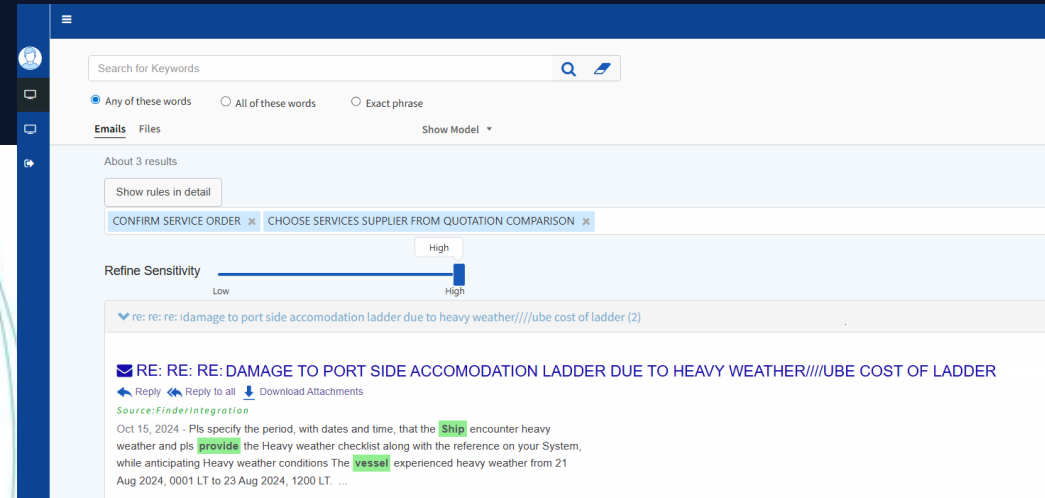 Search for Keywords
Any of these words All of these words Exact phrase
Emails Files Show Model
About 3 results
Show rules in detail
CONFIRM SERVICE ORDER × CHOOSE SERVICES SUPPLIER FROM QUOTATION COMPARISON ×
High
Refine Sensitivity
Low High
re: re: re: damage to port side accomodation ladder due to heavy weather////ube cost of ladder (2)
RE: RE: RE: DAMAGE TO PORT SIDE ACCOMODATION LADDER DUE TO HEAVY WEATHER////UBE COST OF LADDER
Reply Reply to all Download Attachments
Source:FinderIntegration
Oct 15, 2024 - Pls specify the period, with dates and time, that the Ship encounter heavy
weather and pls provide the Heavy weather checklist along with the reference on your System,
while anticipating Heavy weather conditions The vessel experienced heavy weather from 21
Aug 2024, 0001 LT to 23 Aug 2024, 1200 LT. ...